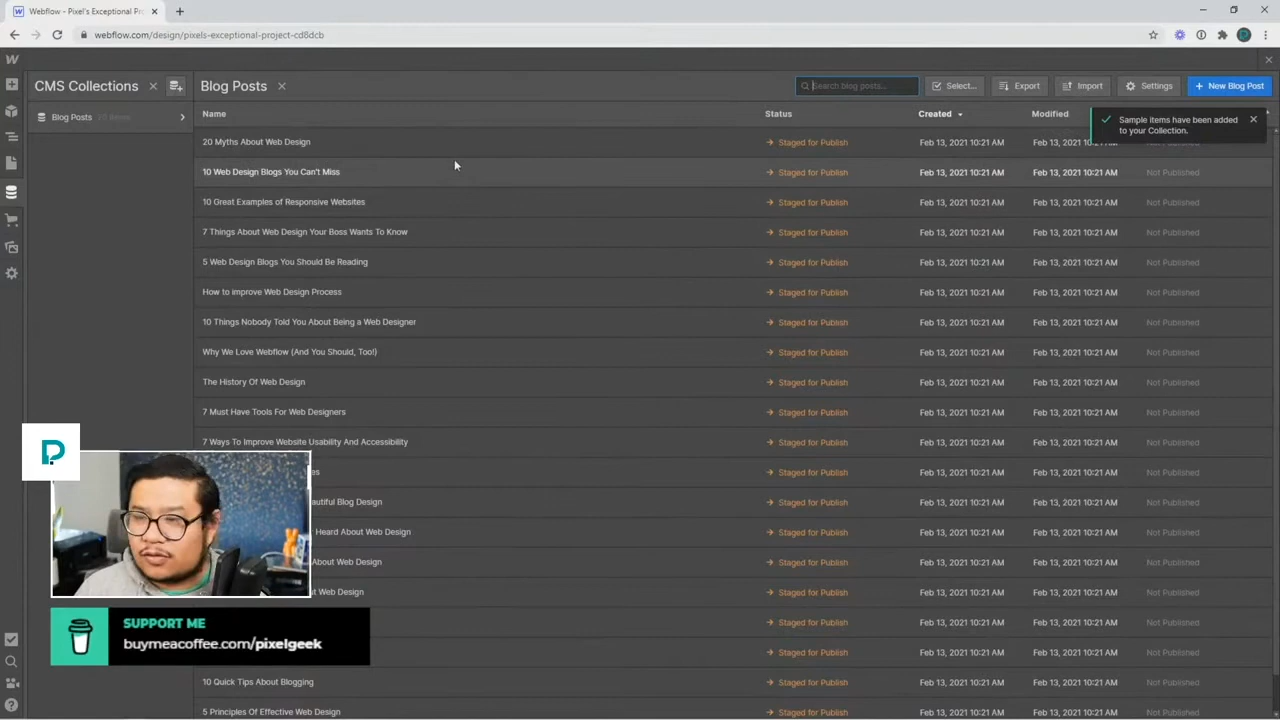 Webflow - Pixel's Exceptional Pr
webflow.com/design/pixels-exceptional-project-cd8dcb
CMS Collections
Blog Posts
Search blog posts...
Select...
Export
Import
Settings
+ New Blog Post
Blog Posts
Name Status Created Modified
Sample items have been added
to your Collection.
20 Myths About Web Design Staged for Publish Feb 13, 2021 10:21 AM Feb 13, 2021 10:21 AM Not Published
10 Web Design Blogs You Can't Miss Staged for Publish Feb 13, 2021 10:21 AM Feb 13, 2021 10:21 AM Not Published
10 Great Examples of Responsive Websites Staged for Publish Feb 13, 2021 10:21 AM Feb 13, 2021 10:21 AM Not Published
7 Things About Web Design Your Boss Wants To Know Staged for Publish Feb 13, 2021 10:21 AM Feb 13, 2021 10:21 AM Not Published
5 Web Design Blogs You Should Be Reading Staged for Publish Feb 13, 2021 10:21 AM Feb 13, 2021 10:21 AM Not Published
How to improve Web Design Process Staged for Publish Feb 13, 2021 10:21 AM Feb 13, 2021 10:21 AM Not Published
10 Things Nobody Told You About Being a Web Designer Staged for Publish Feb 13, 2021 10:21 AM Feb 13, 2021 10:21 AM Not Published
Why We Love Webflow (And You Should, Too!) Staged for Publish Feb 13, 2021 10:21 AM Feb 13, 2021 10:21 AM Not Published
The History Of Web Design Staged for Publish Feb 13, 2021 10:21 AM Feb 13, 2021 10:21 AM Not Published
7 Must Have Tools For Web Designers Staged for Publish Feb 13, 2021 10:21 AM Feb 13, 2021 10:21 AM Not Published
7 Ways To Improve Website Usability And Accessibility Staged for Publish Feb 13, 2021 10:21 AM Feb 13, 2021 10:21 AM Not Published
Staged for Publish Feb 13, 2021 10:21 AM Feb 13, 2021 10:21 AM Not Published
Blog Design Staged for Publish Feb 13, 2021 10:21 AM Feb 13, 2021 10:21 AM Not Published
Heard About Web Design Staged for Publish Feb 13, 2021 10:21 AM Feb 13, 2021 10:21 AM Not Published
About Web Design Staged for Publish Feb 13, 2021 10:21 AM Feb 13, 2021 10:21 AM Not Published
Web Design Staged for Publish Feb 13, 2021 10:21 AM Feb 13, 2021 10:21 AM Not Published
Staged for Publish Feb 13, 2021 10:21 AM Feb 13, 2021 10:21 AM Not Published
Staged for Publish Feb 13, 2021 10:21 AM Feb 13, 2021 10:21 AM Not Published
10 Quick Tips About Blogging Staged for Publish Feb 13, 2021 10:21 AM Feb 13, 2021 10:21 AM Not Published
5 Principles Of Effective Web Design Staged for Publish Feb 13, 2021 10:21 AM Feb 13, 2021 10:21 AM Not Published
SUPPORT ME
buymeacoffee.com/pixelgeek